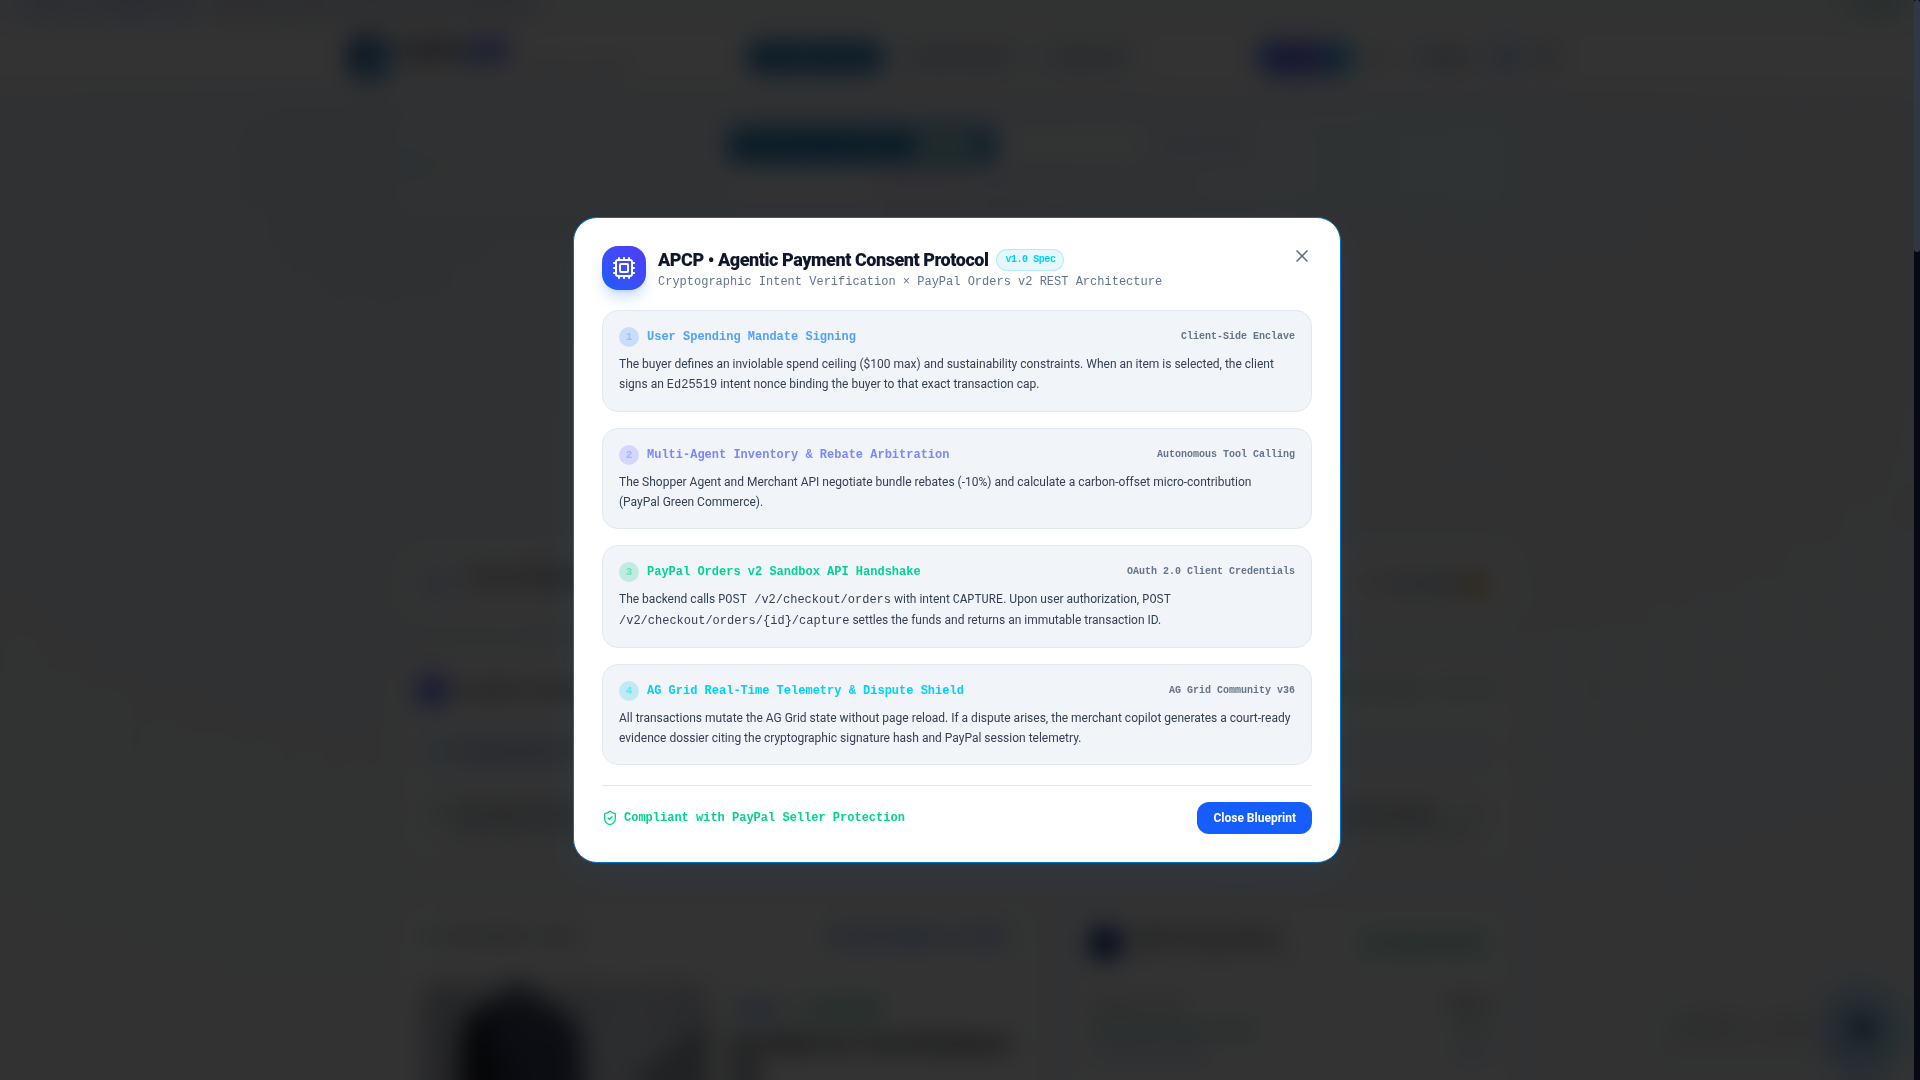 APCP • Agentic Payment Consent Protocol v1.0 Spec
Cryptographic Intent Verification × PayPal Orders v2 REST Architecture
1 User Spending Mandate Signing Client-Side Enclave
The buyer defines an inviolable spend ceiling ($100 max) and sustainability constraints. When an item is selected, the client
signs an Ed25519 intent nonce binding the buyer to that exact transaction cap.
2 Multi-Agent Inventory & Rebate Arbitration Autonomous Tool Calling
The Shopper Agent and Merchant API negotiate bundle rebates (-10%) and calculate a carbon-offset micro-contribution
(PayPal Green Commerce).
3 PayPal Orders v2 Sandbox API Handshake OAuth 2.0 Client Credentials
The backend calls POST /v2/checkout/orders with intent CAPTURE. Upon user authorization, POST
/v2/checkout/orders/{id}/capture settles the funds and returns an immutable transaction ID.
4 AG Grid Real-Time Telemetry & Dispute Shield AG Grid Community v36
All transactions mutate the AG Grid state without page reload. If a dispute arises, the merchant copilot generates a court-ready
evidence dossier citing the cryptographic signature hash and PayPal session telemetry.
Compliant with PayPal Seller Protection Close Blueprint